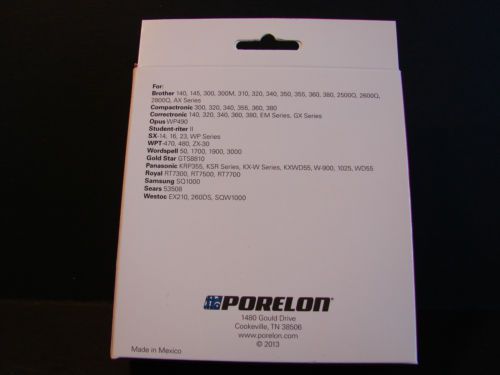 For:
Brother 140, 145, 300, 300M, 310, 320, 340, 350, 355, 360, 380, 2500Q, 2600Q,
2800Q, AX Series
Compactronic 300, 320, 340, 355, 360, 380
Correctronic 140, 320, 340, 360, 380, EM Series, GX Series
Opus WP490
Student-riter II
SX-14, 16, 23, WP Series
WPT-470, 480, ZX-30
Wordspell 50, 1700, 1900, 3000
Gold Star GTS8810
Panasonic KRP355, KSR Series, KX-W Series, KXWD55, W-900, 1025, WD55
Royal RT7300, RT7500, RT7700
Samsung SQ1000
Sears 53508
Westoc EX210, 260DS, SQW1000
PORELON®
1480 Gould Drive
Cookeville, TN 38506
www.porelon.com
© 2013
Made in Mexico